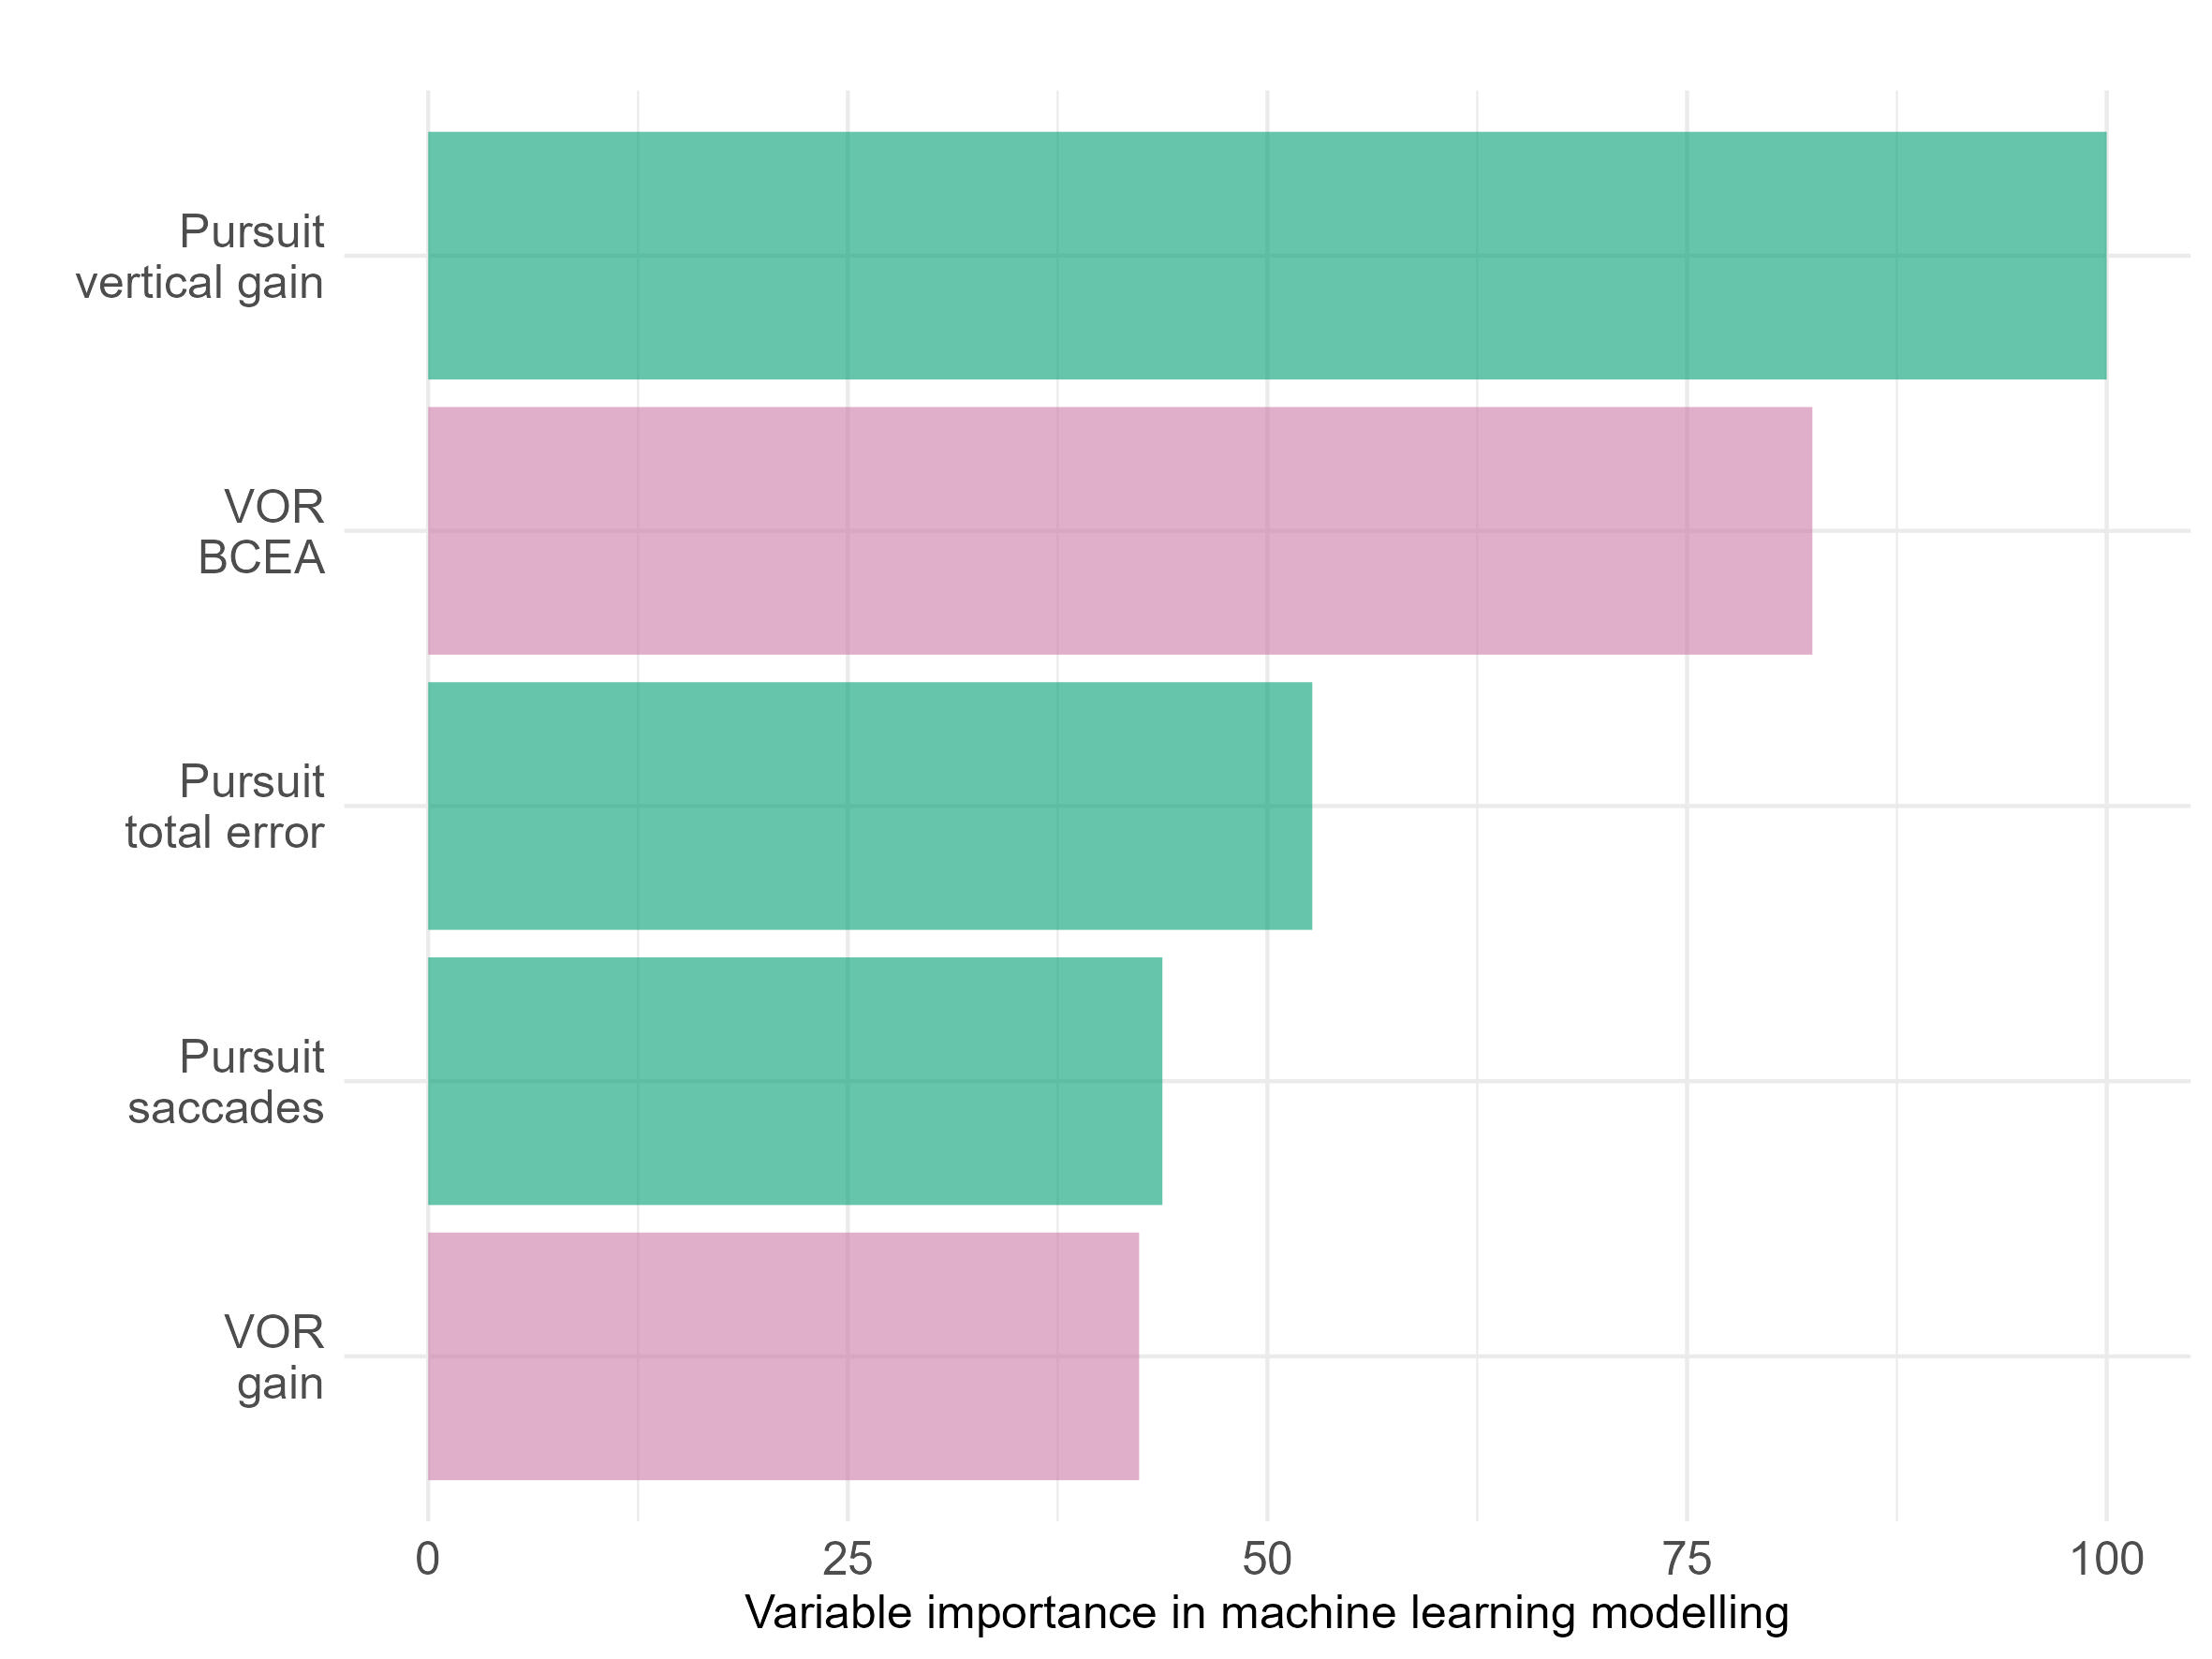 Pursuit
vertical gain
VOR
BCEA
Pursuit
total error
Pursuit
saccades
VOR
gain
0 25 50 75 100
Variable importance in machine learning modelling